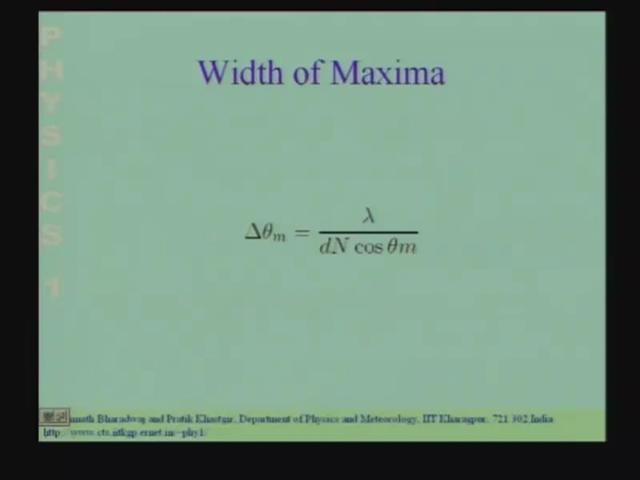 PHYSICS 1
Width of Maxima
Δθ_m = λ / dN cos θm
math Bharadwaj and Pratik Khastgir, Department of Physics and Meteorology, IIT Kharagpur, 721 302,India
http://www.cts.iitkgp.ernet.in/~phy1/